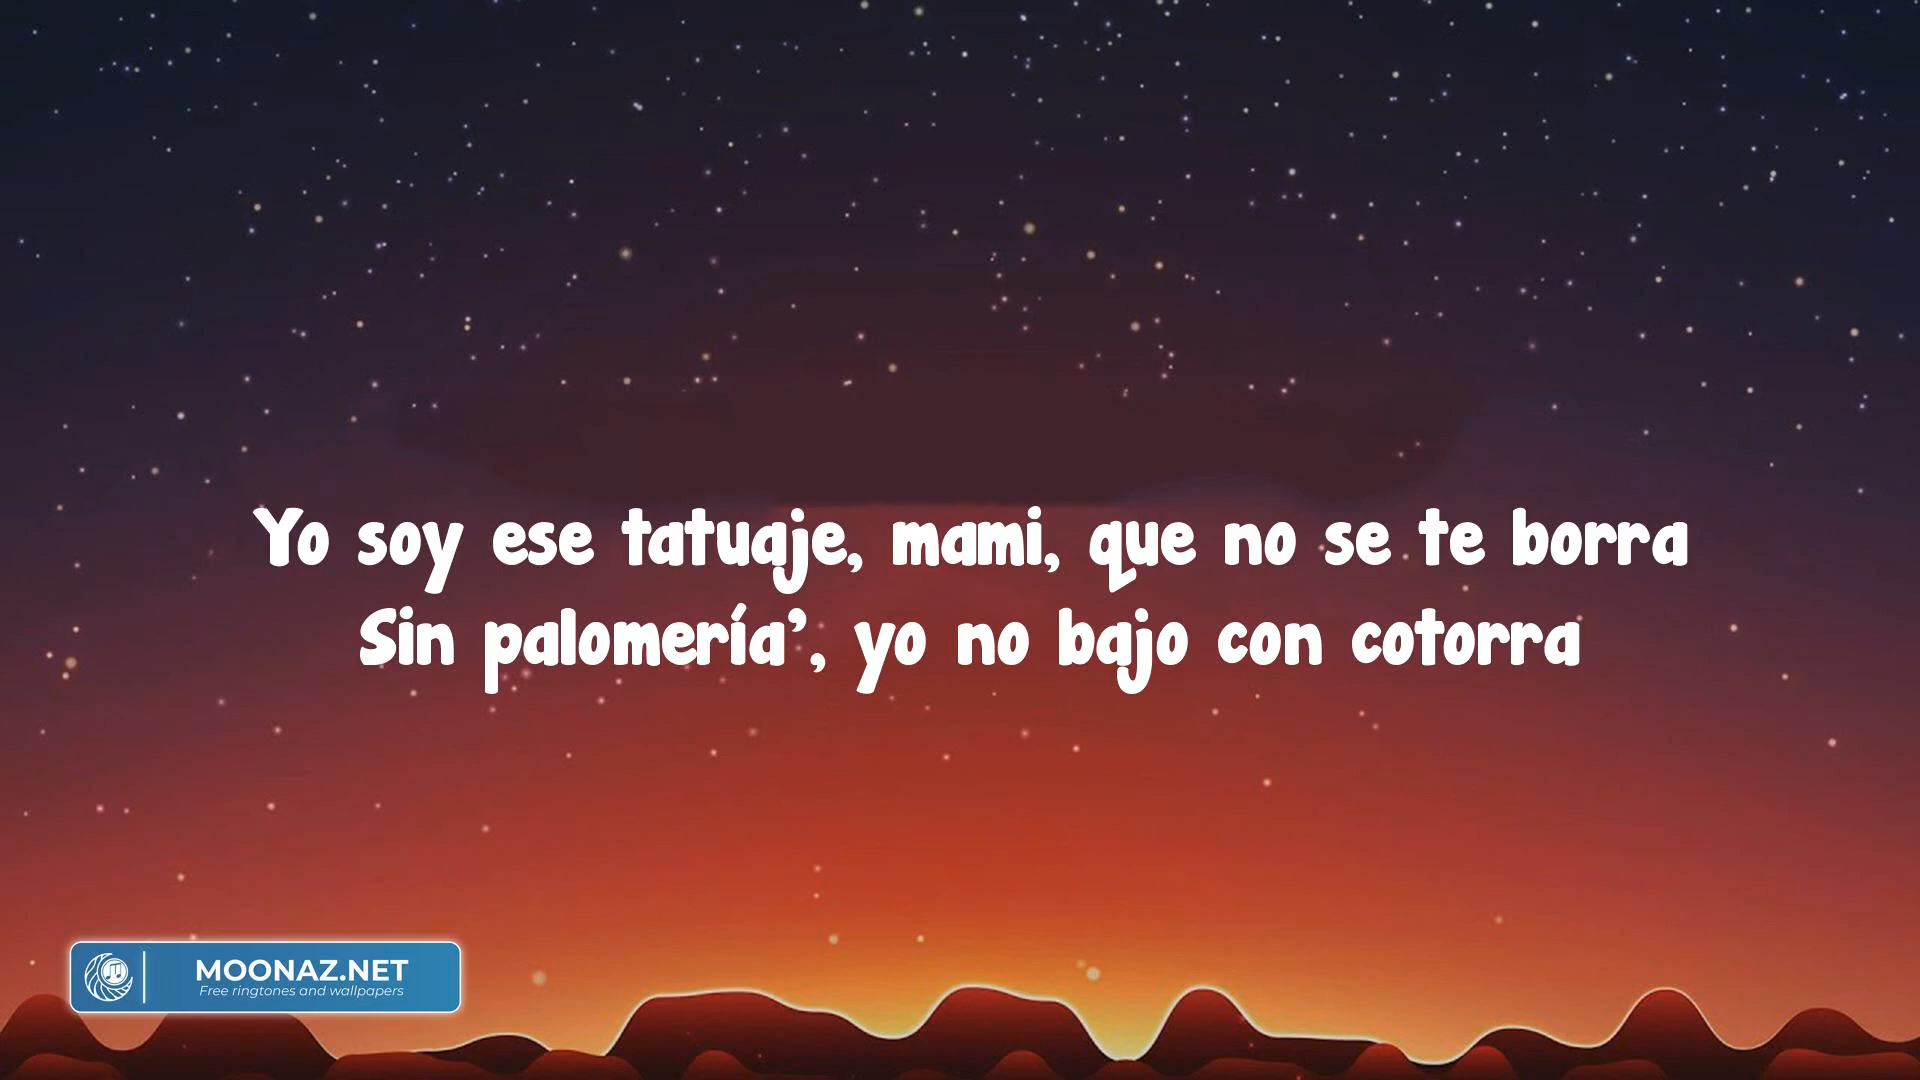 Yo soy ese tatuaje, mami, que no se te borra
Sin palomería’, yo no bajo con cotorra
MOONAZ.NET
Free ringtones and wallpapers